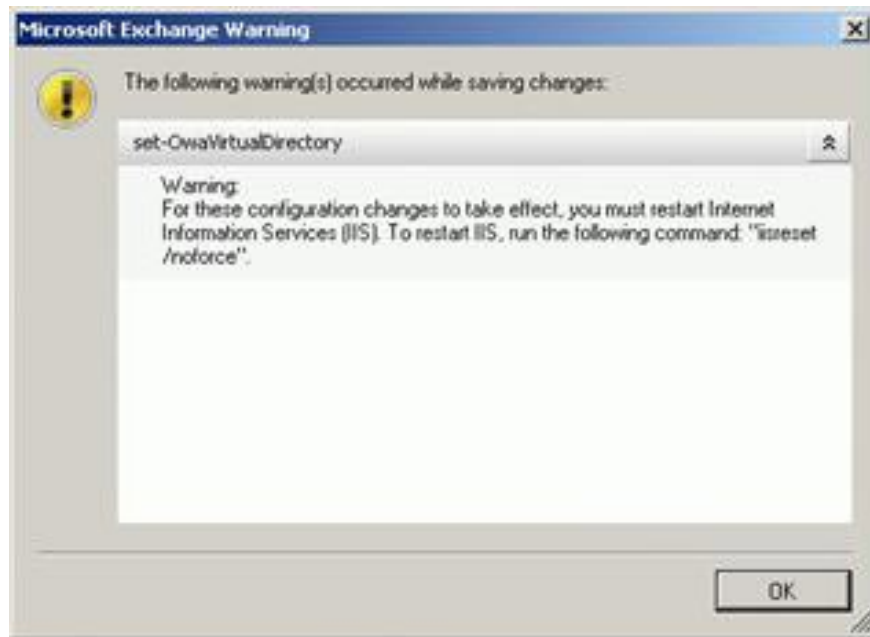 Microsoft Exchange Warning
The following warning(s) occurred while saving changes:
set-OwaVirtualDirectory
Warning:
For these configuration changes to take effect, you must restart Internet
Information Services (IIS). To restart IIS, run the following command: "iisreset
/noforce".
OK